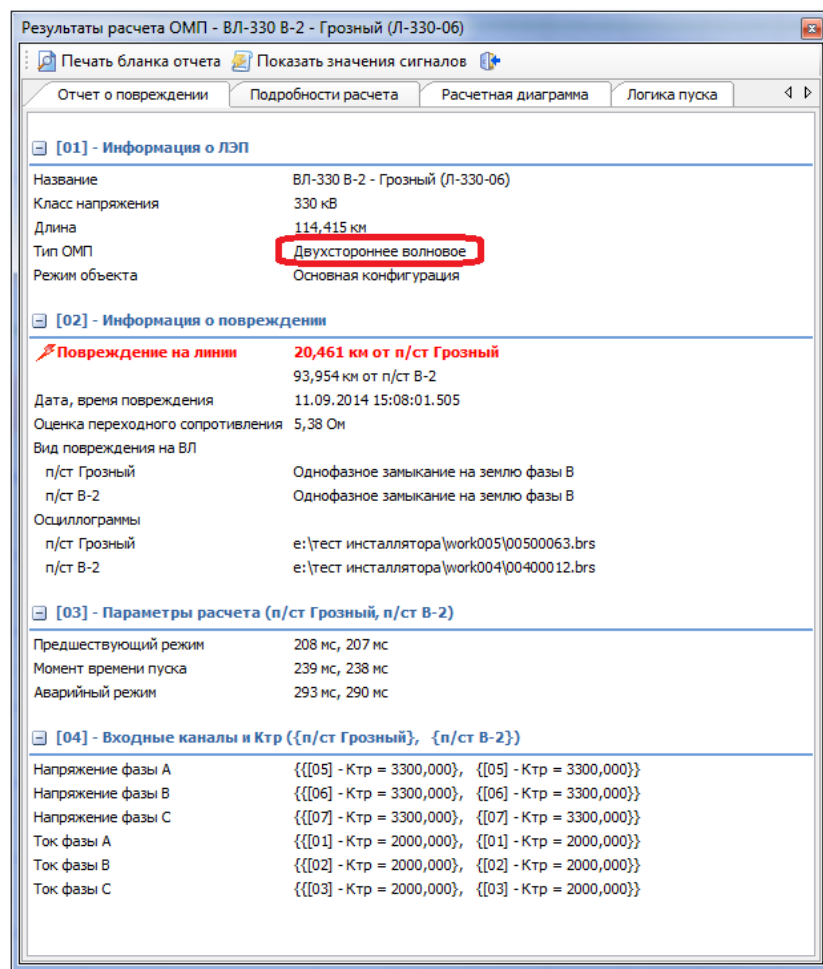 Результаты расчета ОМП - ВЛ-330 В-2 - Грозный (Л-330-06)
Печать бланка отчета Показать значения сигналов
Отчет о повреждении Подробности расчета Расчетная диаграмма Логика пуска
[01] - Информация о ЛЭП
Название ВЛ-330 В-2 - Грозный (Л-330-06)
Класс напряжения 330 кВ
Длина 114,415 км
Тип ОМП Двухстороннее волновое
Режим объекта Основная конфигурация
[02] - Информация о повреждении
Повреждение на линии 20,461 км от п/ст Грозный
93,954 км от п/ст В-2
Дата, время повреждения 11.09.2014 15:08:01.505
Оценка переходного сопротивления 5,38 Ом
Вид повреждения на ВЛ
п/ст Грозный Однофазное замыкание на землю фазы В
п/ст В-2 Однофазное замыкание на землю фазы В
Осциллограммы
п/ст Грозный e:\тест инсталлятора\work005\00500063.brs
п/ст В-2 e:\тест инсталлятора\work004\00400012.brs
[03] - Параметры расчета (п/ст Грозный, п/ст В-2)
Предшествующий режим 208 мс, 207 мс
Момент времени пуска 239 мс, 238 мс
Аварийный режим 293 мс, 290 мс
[04] - Входные каналы и Ктр ({п/ст Грозный}, {п/ст В-2})
Напряжение фазы А {{[05] - Ктр = 3300,000}, {[05] - Ктр = 3300,000}}
Напряжение фазы В {{[06] - Ктр = 3300,000}, {[06] - Ктр = 3300,000}}
Напряжение фазы С {{[07] - Ктр = 3300,000}, {[07] - Ктр = 3300,000}}
Ток фазы А {{[01] - Ктр = 2000,000}, {[01] - Ктр = 2000,000}}
Ток фазы В {{[02] - Ктр = 2000,000}, {[02] - Ктр = 2000,000}}
Ток фазы С {{[03] - Ктр = 2000,000}, {[03] - Ктр = 2000,000}}